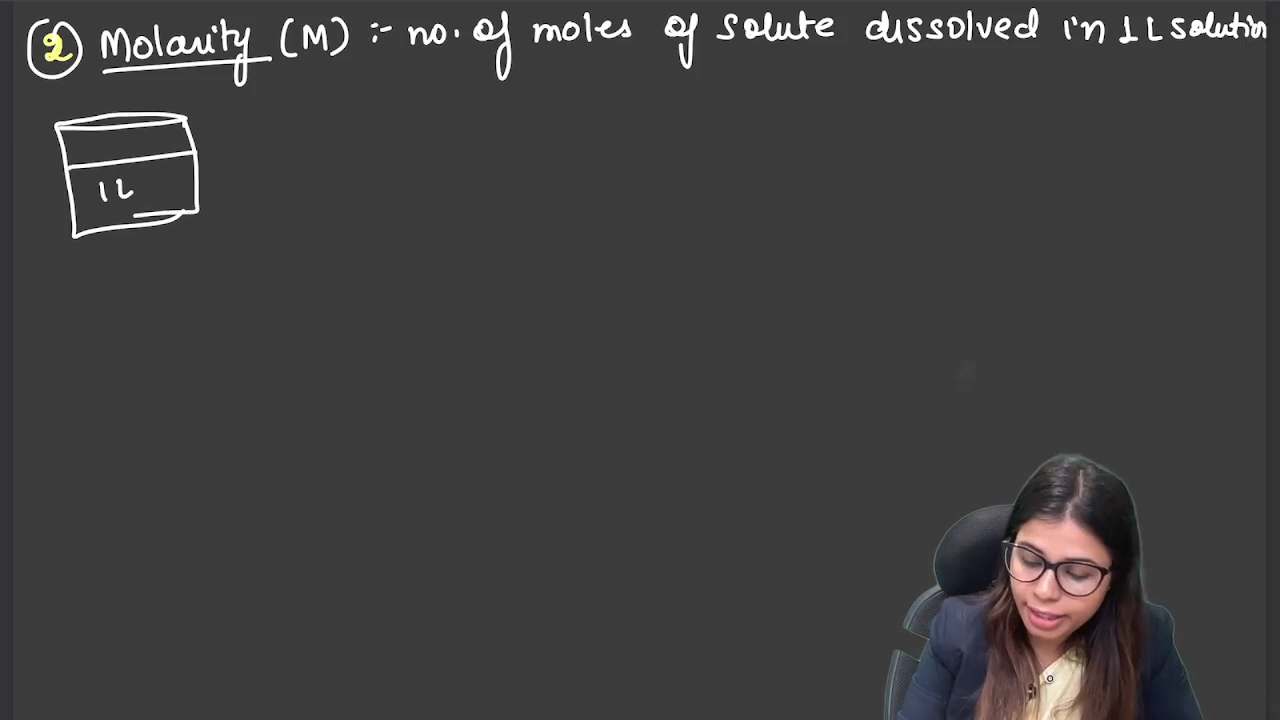 2 Molarity (M) :- no. of moles of solute dissolved in 1L solution
1L